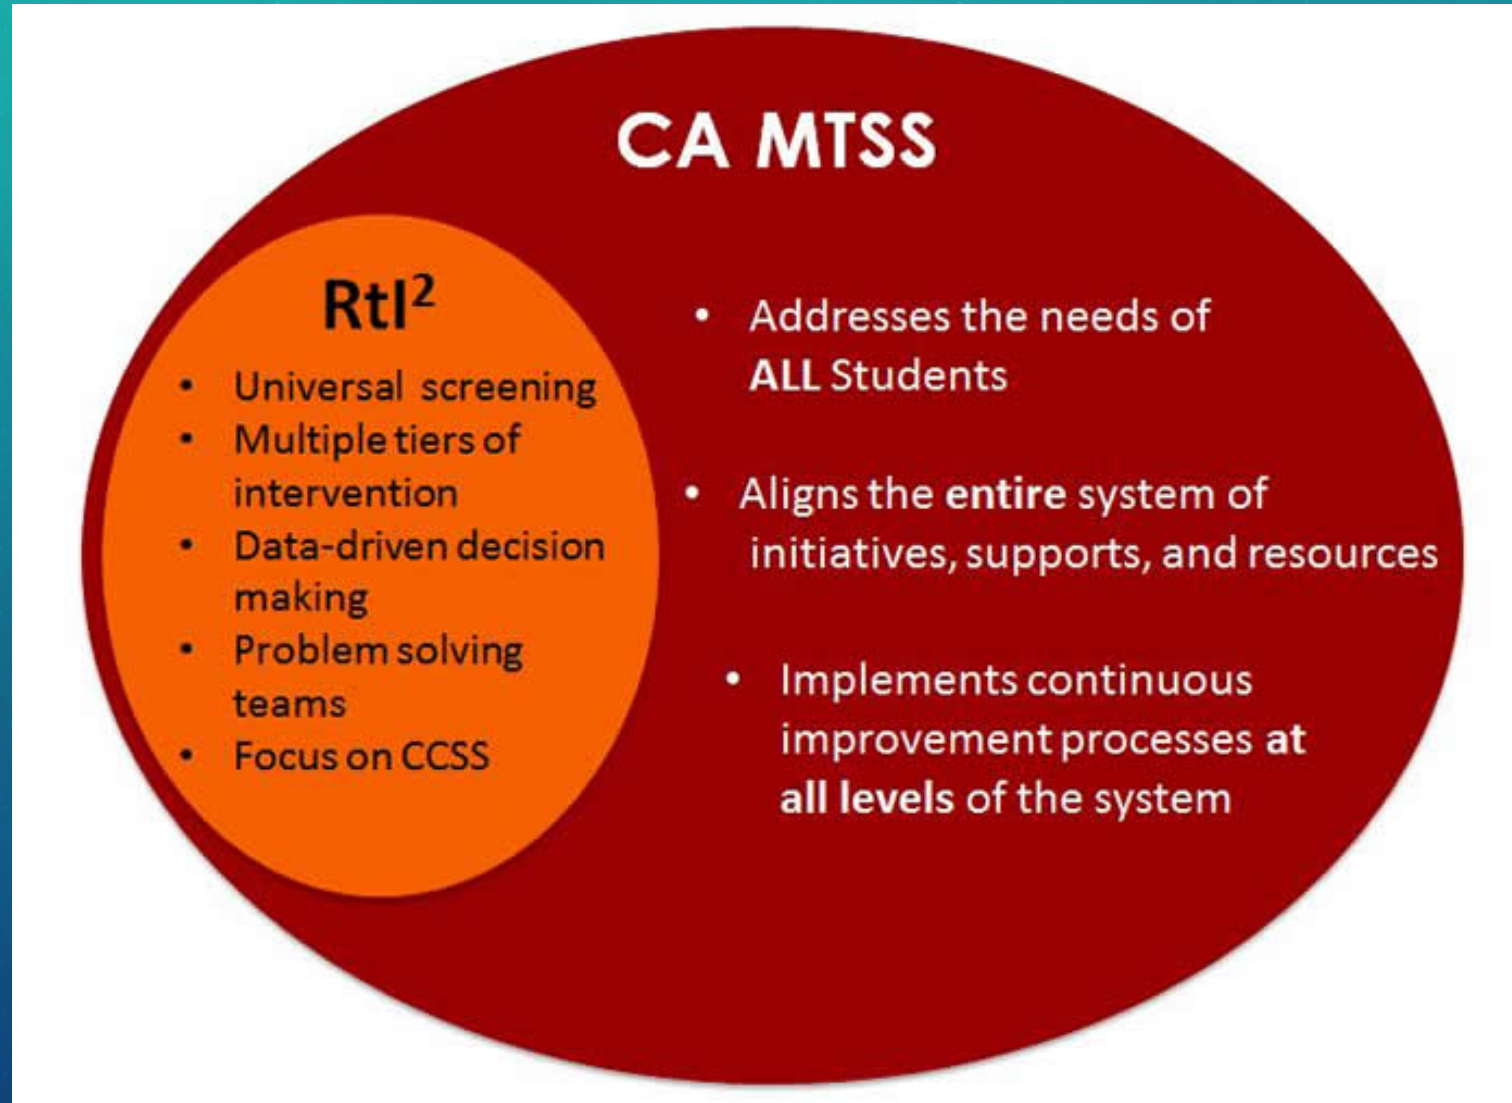 CA MTSS
RtI²
• Universal screening
• Multiple tiers of
intervention
• Data-driven decision
making
• Problem solving
teams
• Focus on CCSS
• Addresses the needs of
ALL Students
• Aligns the entire system of
initiatives, supports, and resources
• Implements continuous
improvement processes at
all levels of the system